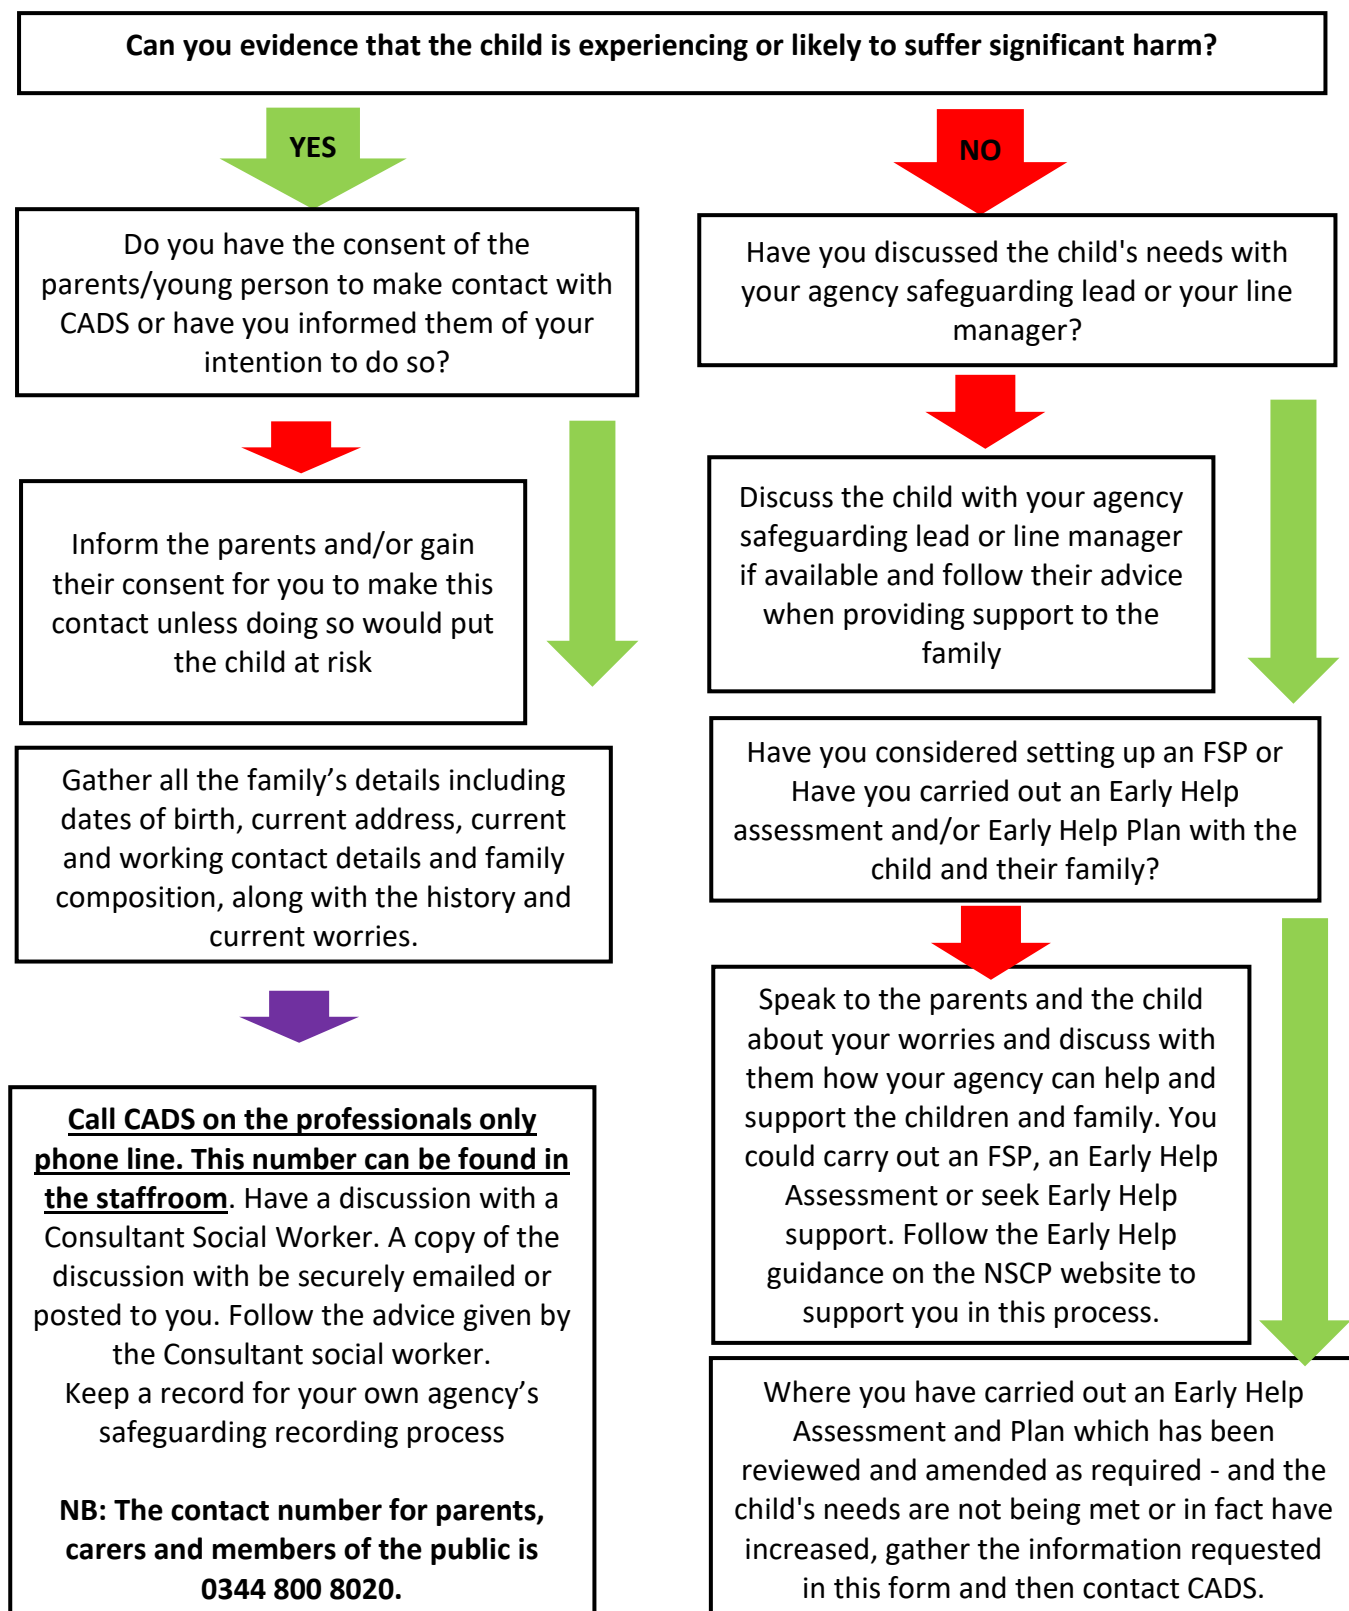 Can you evidence that the child is experiencing or likely to suffer significant harm?
YES
NO
Do you have the consent of the
parents/young person to make contact with
CADS or have you informed them of your
intention to do so?
Inform the parents and/or gain
their consent for you to make this
contact unless doing so would put
the child at risk
Gather all the family’s details including
dates of birth, current address, current
and working contact details and family
composition, along with the history and
current worries.
Call CADS on the professionals only
phone line. This number can be found in
the staffroom. Have a discussion with a
Consultant Social Worker. A copy of the
discussion with be securely emailed or
posted to you. Follow the advice given by
the Consultant social worker.
Keep a record for your own agency’s
safeguarding recording process
NB: The contact number for parents,
carers and members of the public is
0344 800 8020.
Have you discussed the child's needs with
your agency safeguarding lead or your line
manager?
Discuss the child with your agency
safeguarding lead or line manager
if available and follow their advice
when providing support to the
family
Have you considered setting up an FSP or
Have you carried out an Early Help
assessment and/or Early Help Plan with the
child and their family?
Speak to the parents and the child
about your worries and discuss with
them how your agency can help and
support the children and family. You
could carry out an FSP, an Early Help
Assessment or seek Early Help
support. Follow the Early Help
guidance on the NSCP website to
support you in this process.
Where you have carried out an Early Help
Assessment and Plan which has been
reviewed and amended as required - and the
child's needs are not being met or in fact have
increased, gather the information requested
in this form and then contact CADS.